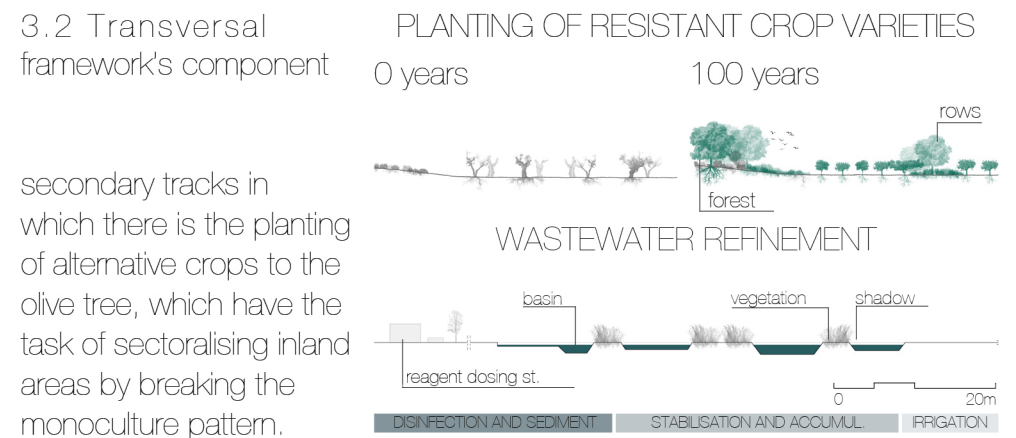 3.2 Transversal
framework's component
secondary tracks in
which there is the planting
of alternative crops to the
olive tree, which have the
task of sectoralising inland
areas by breaking the
monoculture pattern.
PLANTING OF RESISTANT CROP VARIETIES
0 years
100 years
rows
forest
WASTEWATER REFINEMENT
basin
vegetation
shadow
reagent dosing st.
0
20m
DISINFECTION AND SEDIMENT
STABILISATION AND ACCUMUL.
IRRIGATION